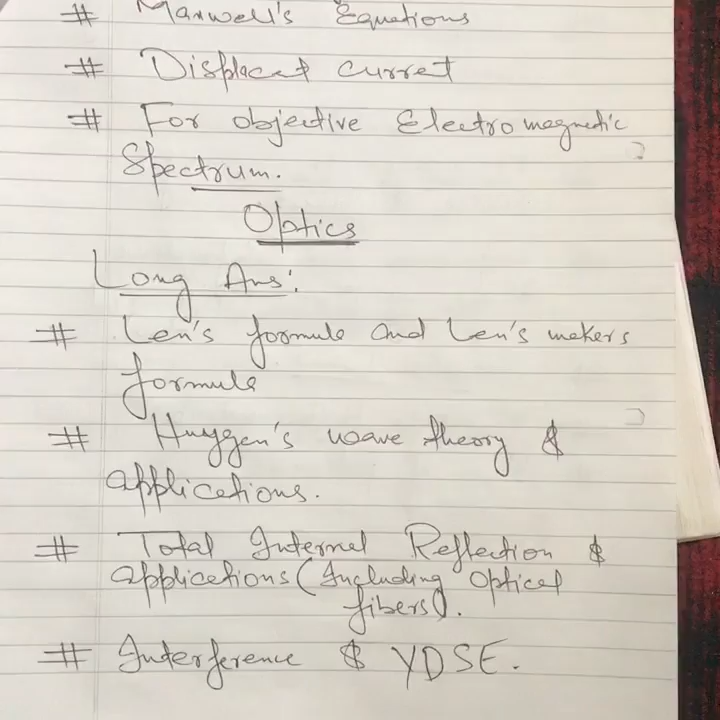 # Maxwell's Equations
# Displacet current
# For objective Electromagnetic
Spectrum.
Optics
Long Ans:
# Len's formula and Len's makers
formula
# Huygen's wave theory &
applications.
# Total Internal Reflection &
applications (Including Optical
fibers).
# Interference & YDSE.